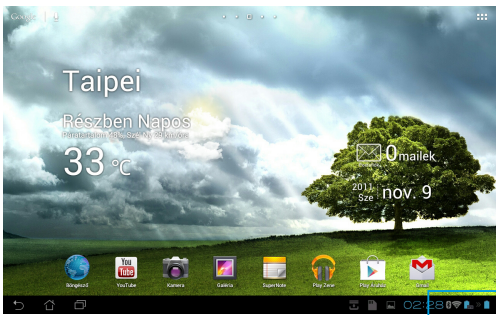 Google
Taipei
Részben Napos
33 °C
0 mailek
2011
Sze
nov. 9
Böngésző
YouTube
Kamera
Galéria
SuperNote
Play Zene
Play Áruház
Gmail
02:28